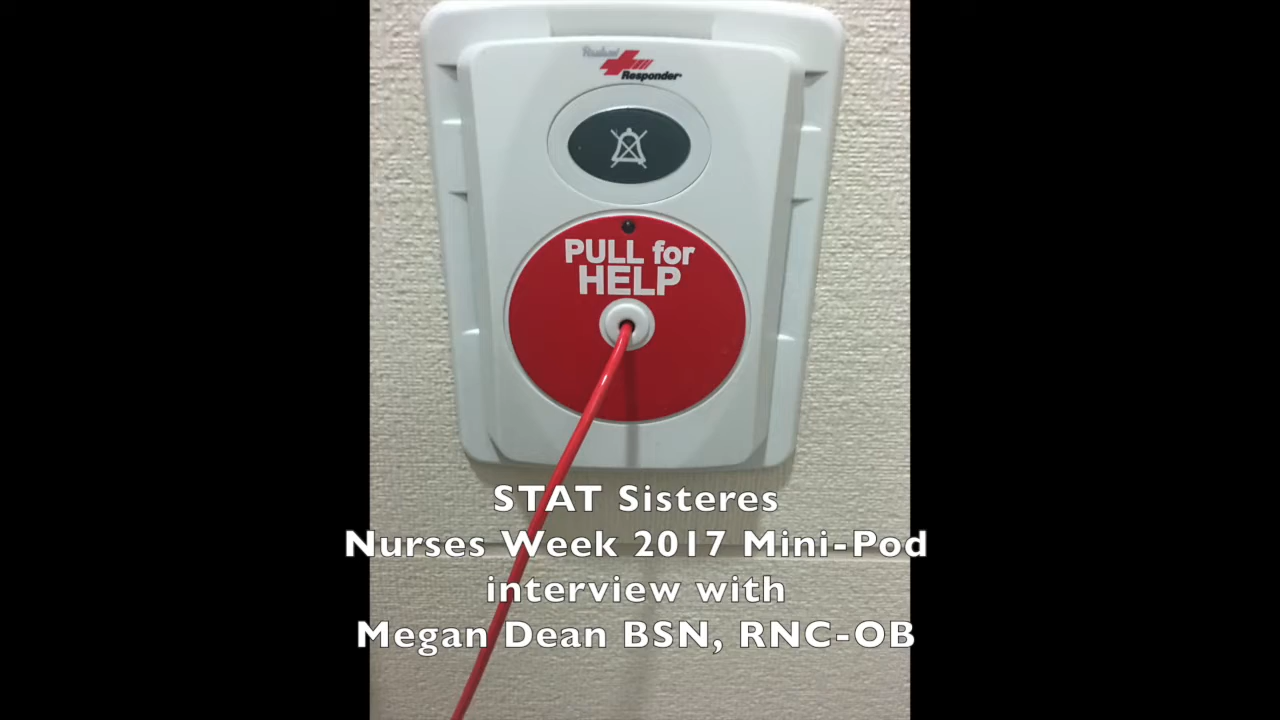 Responder
PULL for
HELP
STAT Sisteres
Nurses Week 2017 Mini-Pod
interview with
Megan Dean BSN, RNC-OB